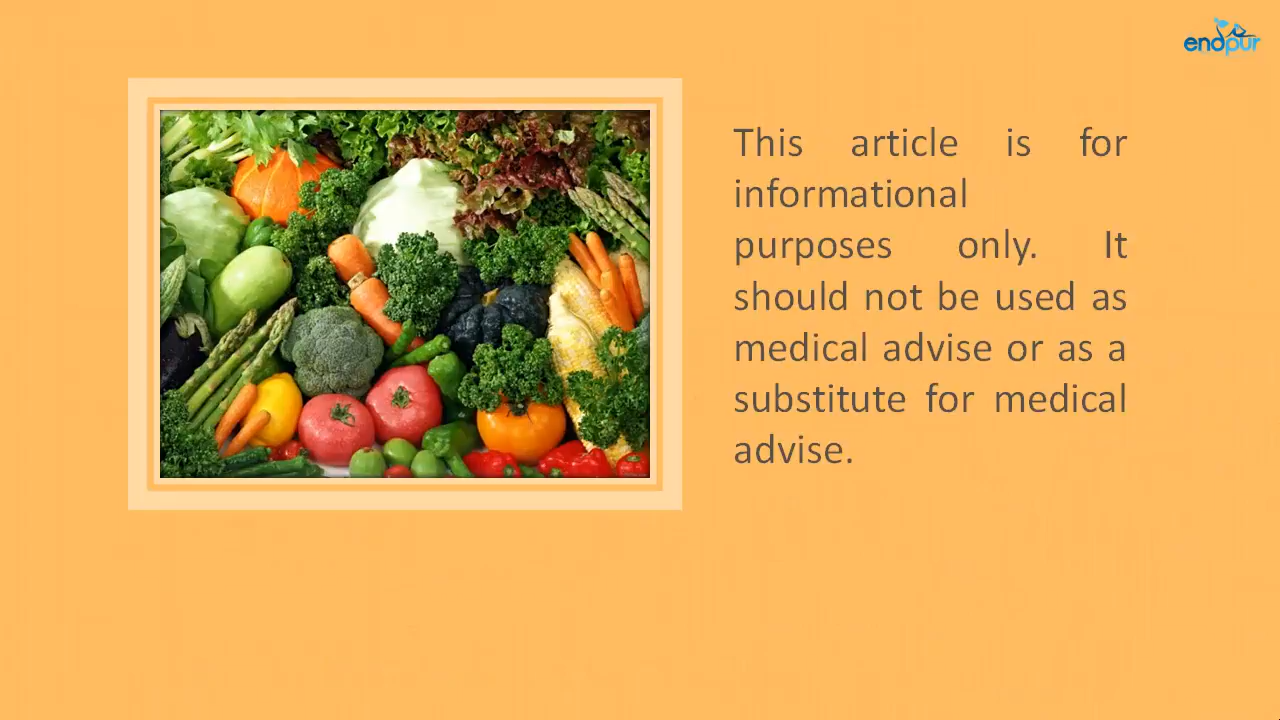 endpur
This article is for
informational
purposes only. It
should not be used as
medical advise or as a
substitute for medical
advise.